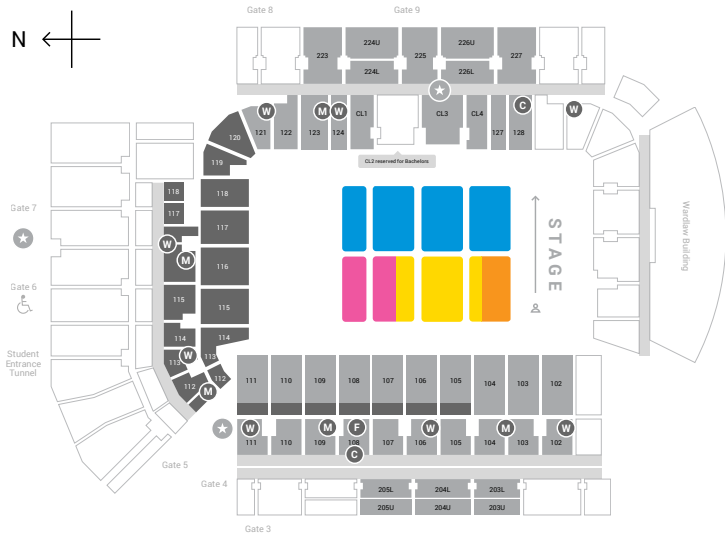 Gate 8
Gate 9
N
223
224U
224L
225
226U
226L
227
W
M
W
C
W
121
122
123
124
CL1
CL3
CL4
127
128
CL2 reserved for Bachelors
120
119
118
117
118
117
116
115
115
114
114
113
113
112
112
W
M
W
M
Gate 7
Gate 6
Student
Entrance
Tunnel
Gate 5
STAGE
Wardlaw Building
111
110
109
108
107
106
105
104
103
102
W
M
F
W
M
W
111
110
109
108
107
106
105
104
103
102
C
Gate 4
205L
204L
203L
205U
204U
203U
Gate 3